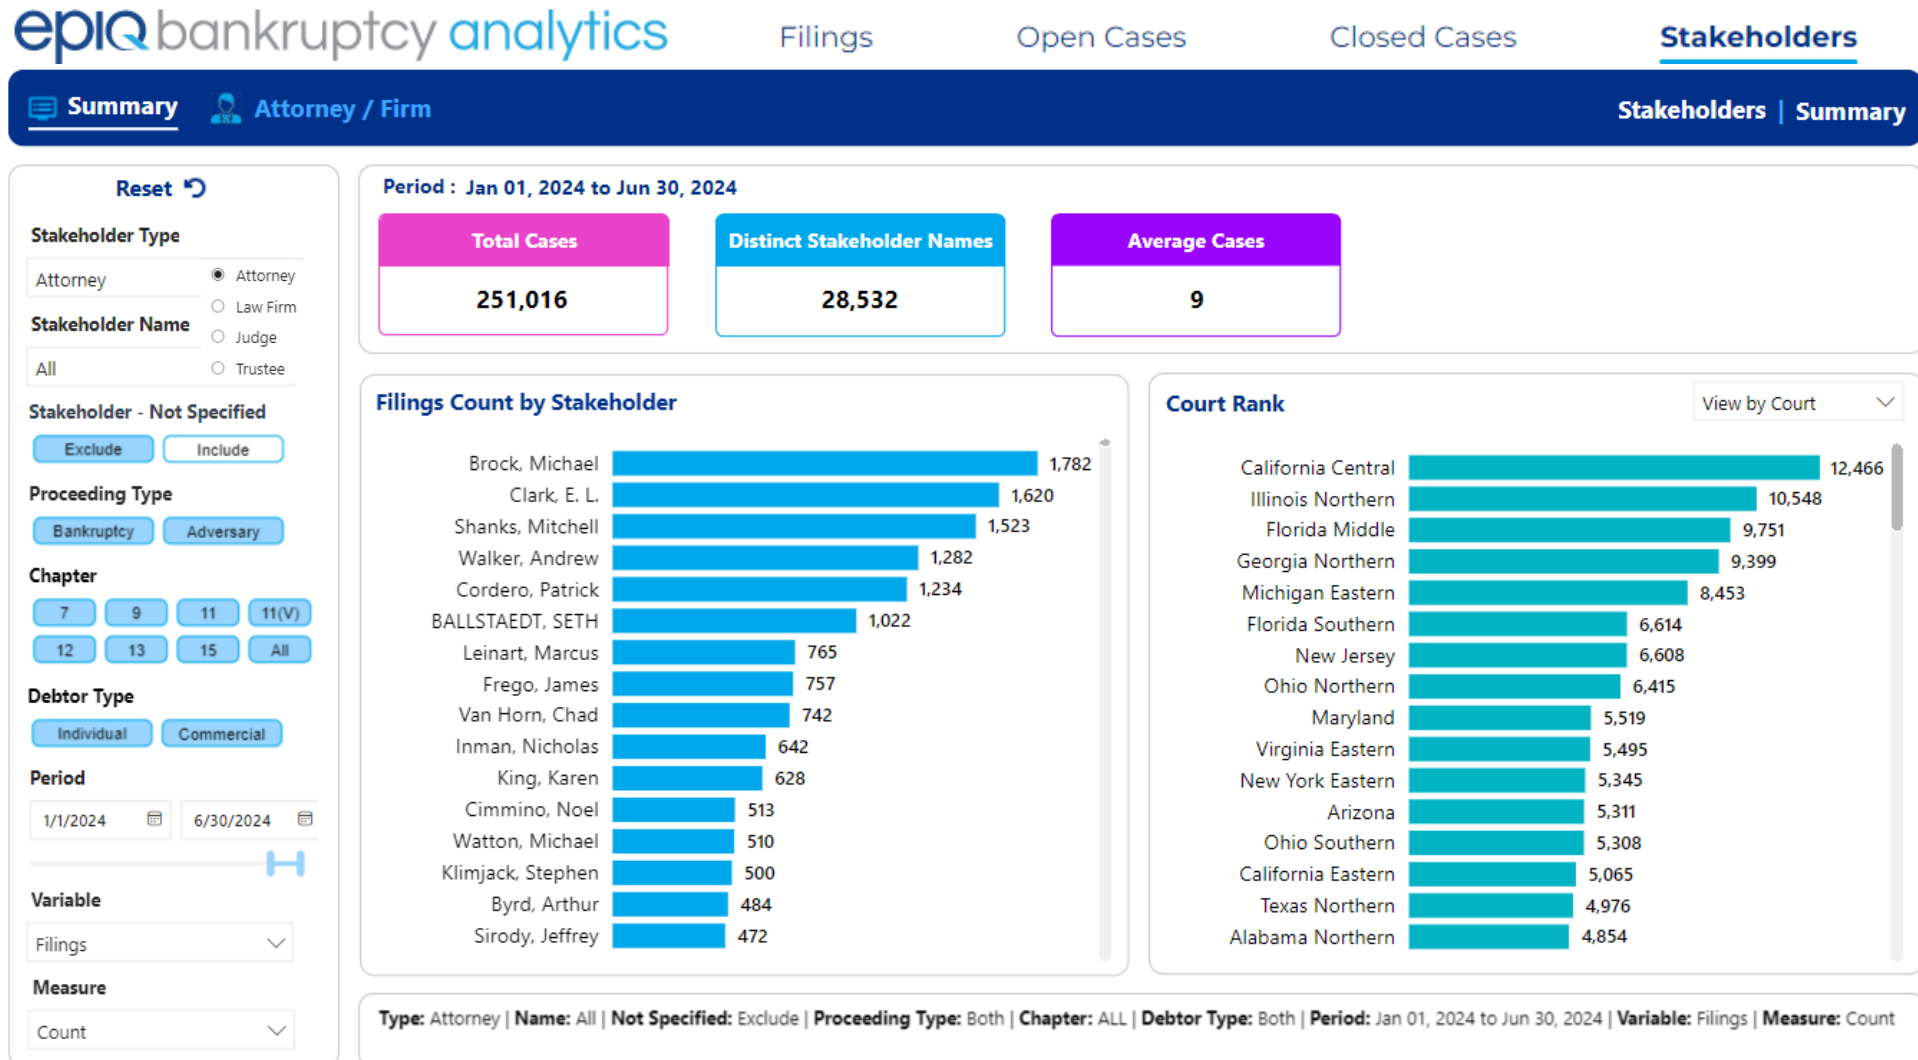 epiq bankruptcy analytics
Filings
Open Cases
Closed Cases
Stakeholders
Summary
Attorney / Firm
Stakeholders | Summary
Reset
Stakeholder Type
Attorney
Attorney
Law Firm
Judge
Trustee
Stakeholder Name
All
Stakeholder - Not Specified
Exclude
Include
Proceeding Type
Bankruptcy
Adversary
Chapter
7
9
11
11(V)
12
13
15
All
Debtor Type
Individual
Commercial
Period
1/1/2024
6/30/2024
Variable
Filings
Measure
Count
Period : Jan 01, 2024 to Jun 30, 2024
Total Cases
251,016
Distinct Stakeholder Names
28,532
Average Cases
9
Filings Count by Stakeholder
Brock, Michael 1,782
Clark, E. L. 1,620
Shanks, Mitchell 1,523
Walker, Andrew 1,282
Cordero, Patrick 1,234
BALLSTAEDT, SETH 1,022
Leinart, Marcus 765
Frego, James 757
Van Horn, Chad 742
Inman, Nicholas 642
King, Karen 628
Cimmino, Noel 513
Watton, Michael 510
Klimjack, Stephen 500
Byrd, Arthur 484
Sirody, Jeffrey 472
Court Rank
View by Court
California Central 12,466
Illinois Northern 10,548
Florida Middle 9,751
Georgia Northern 9,399
Michigan Eastern 8,453
Florida Southern 6,614
New Jersey 6,608
Ohio Northern 6,415
Maryland 5,519
Virginia Eastern 5,495
New York Eastern 5,345
Arizona 5,311
Ohio Southern 5,308
California Eastern 5,065
Texas Northern 4,976
Alabama Northern 4,854
Type: Attorney | Name: All | Not Specified: Exclude | Proceeding Type: Both | Chapter: ALL | Debtor Type: Both | Period: Jan 01, 2024 to Jun 30, 2024 | Variable: Filings | Measure: Count